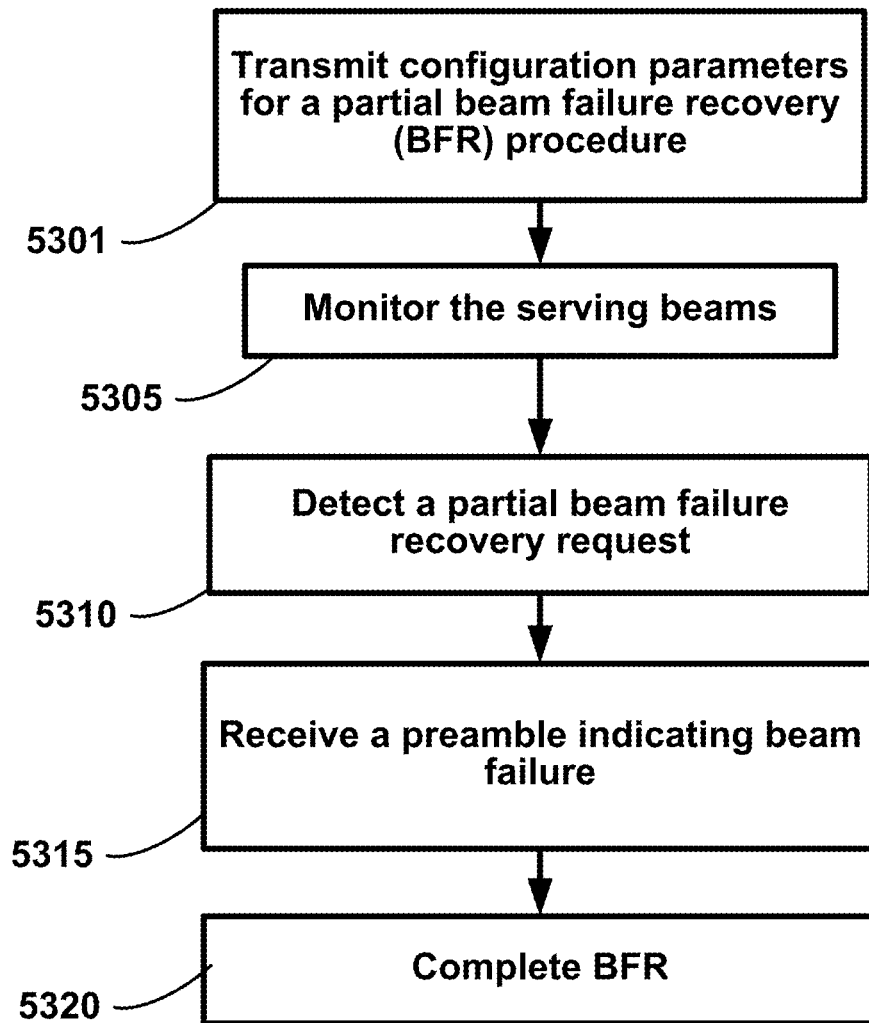 Transmit configuration parameters
for a partial beam failure recovery
(BFR) procedure
5301
Monitor the serving beams
5305
Detect a partial beam failure
recovery request
5310
Receive a preamble indicating beam
failure
5315
Complete BFR
5320